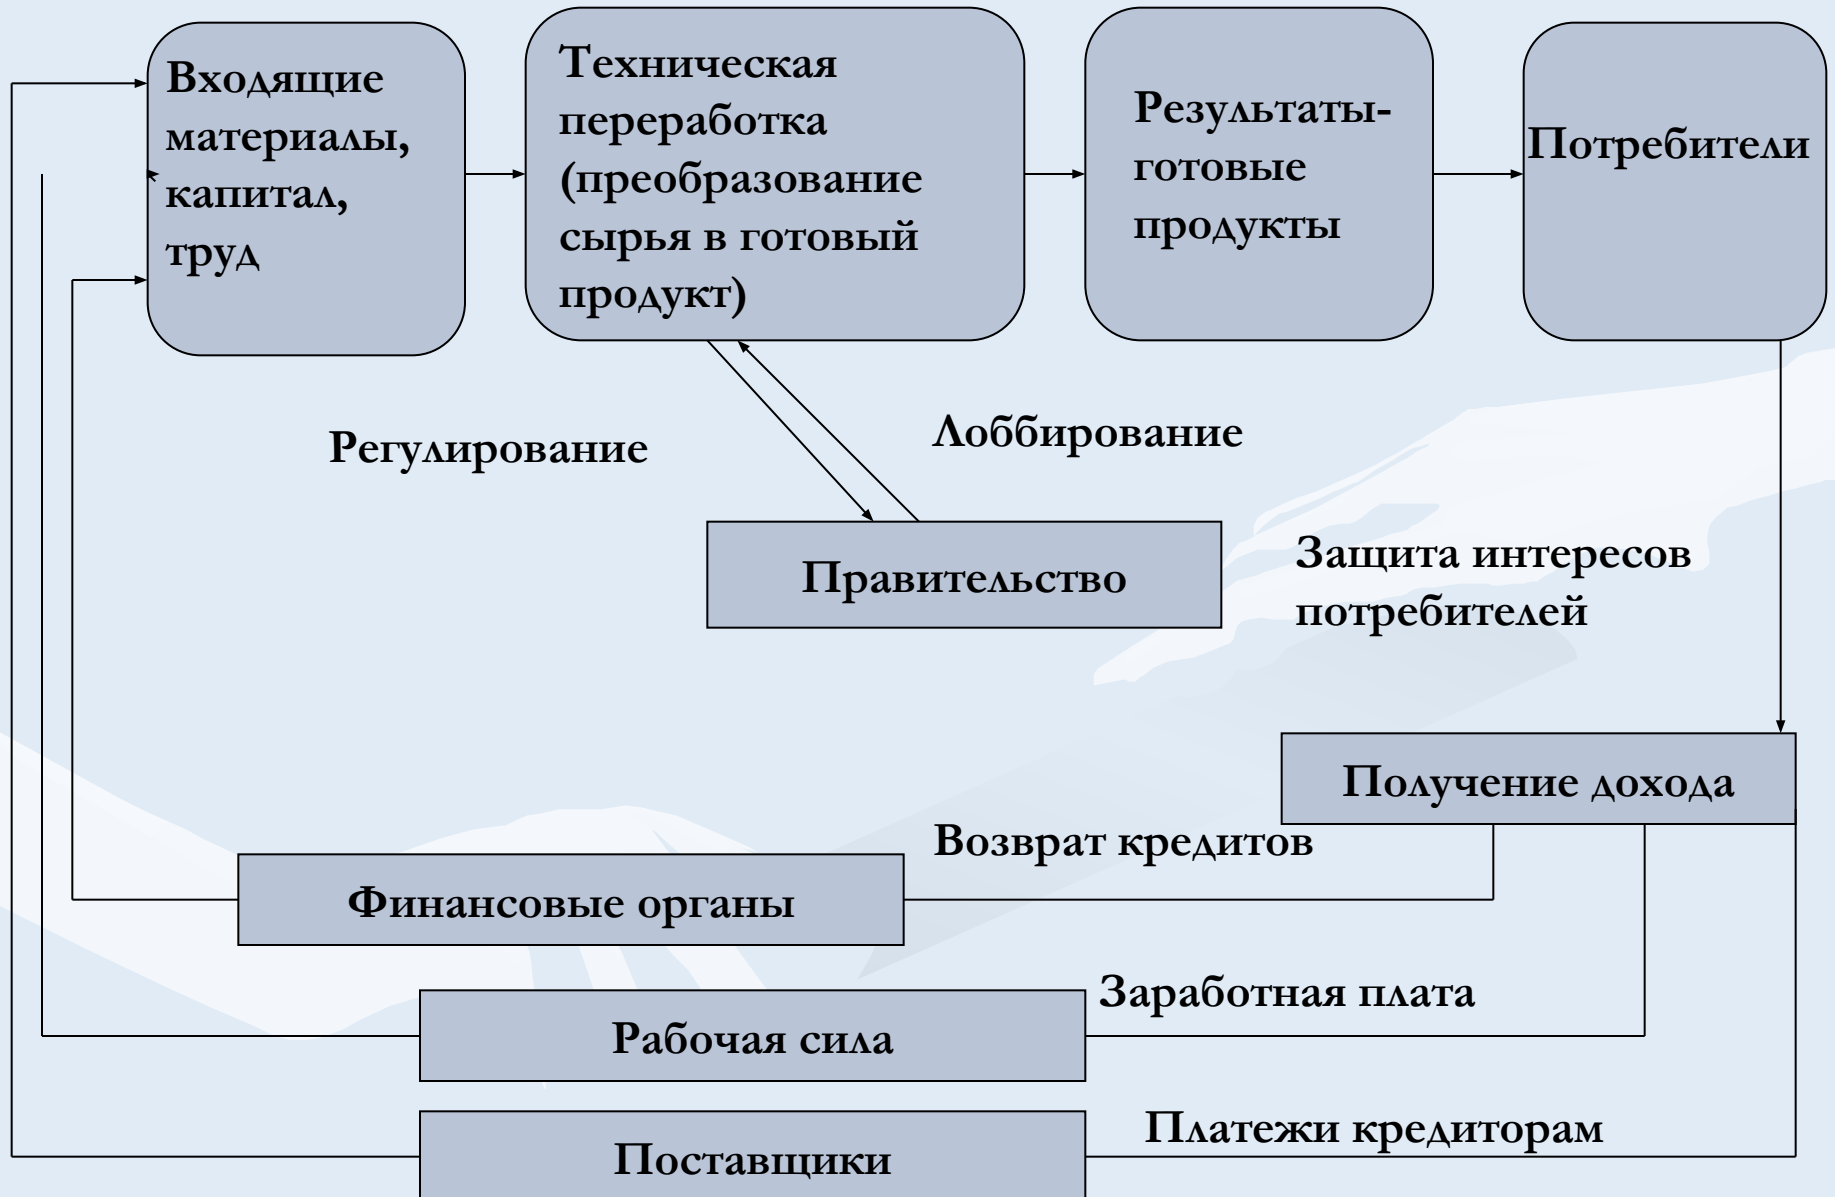 Входящие
материалы,
капитал,
труд
Техническая
переработка
(преобразование
сырья в готовый
продукт)
Результаты-
готовые
продукты
Потребители
Регулирование
Лоббирование
Правительство
Защита интересов
потребителей
Получение дохода
Возврат кредитов
Финансовые органы
Заработная плата
Рабочая сила
Платежи кредиторам
Поставщики